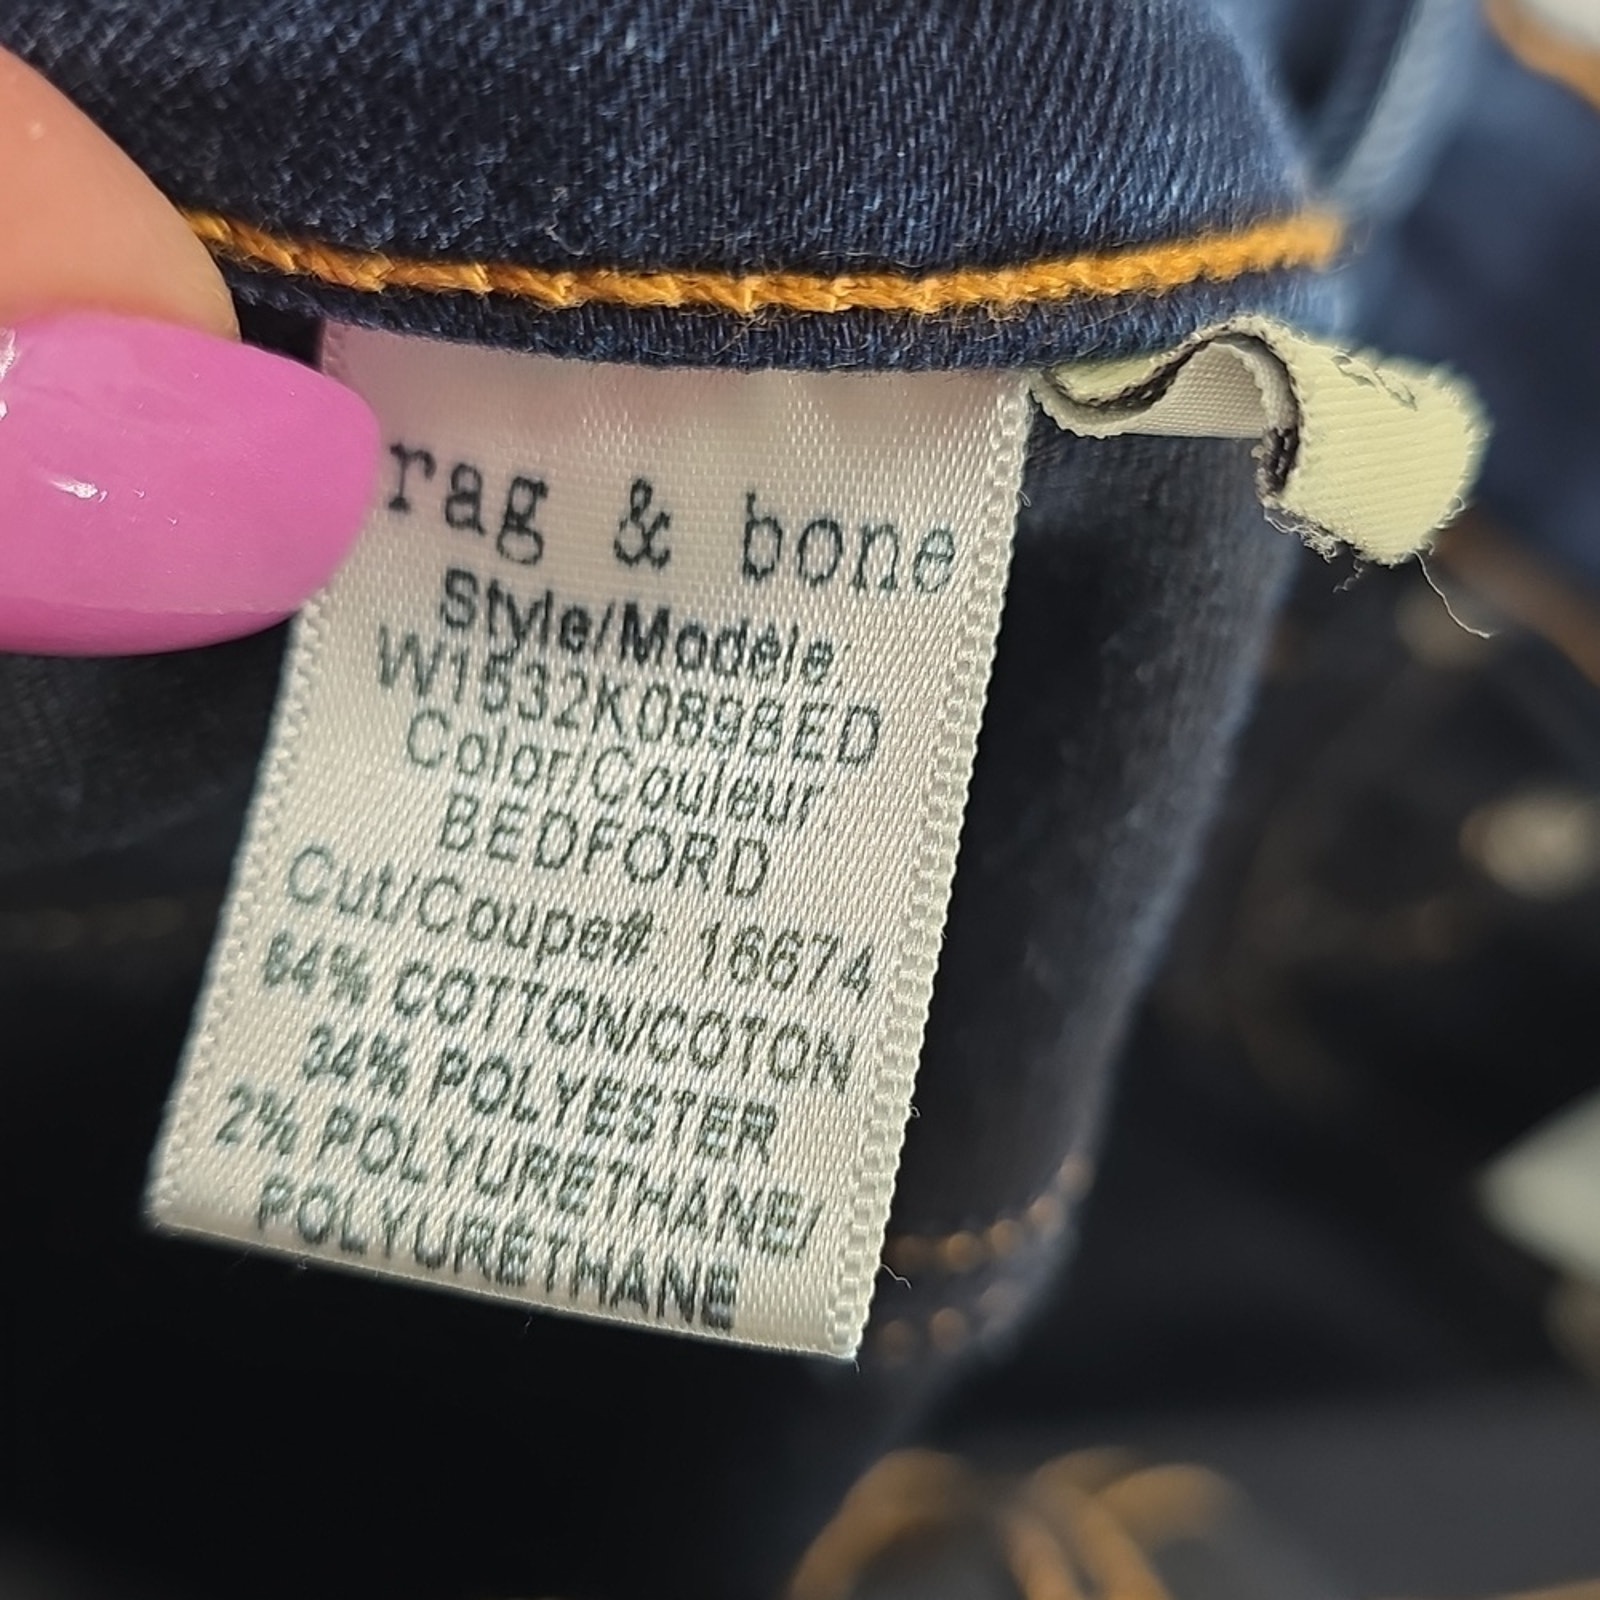 rag & bone
Style/Modèle
W1532K089BED
Color/Couleur
BEDFORD
Cut/Coupe#: 16674
64% COTTON/COTON
34% POLYESTER
2% POLYURETHANE/
POLYURÉTHANE